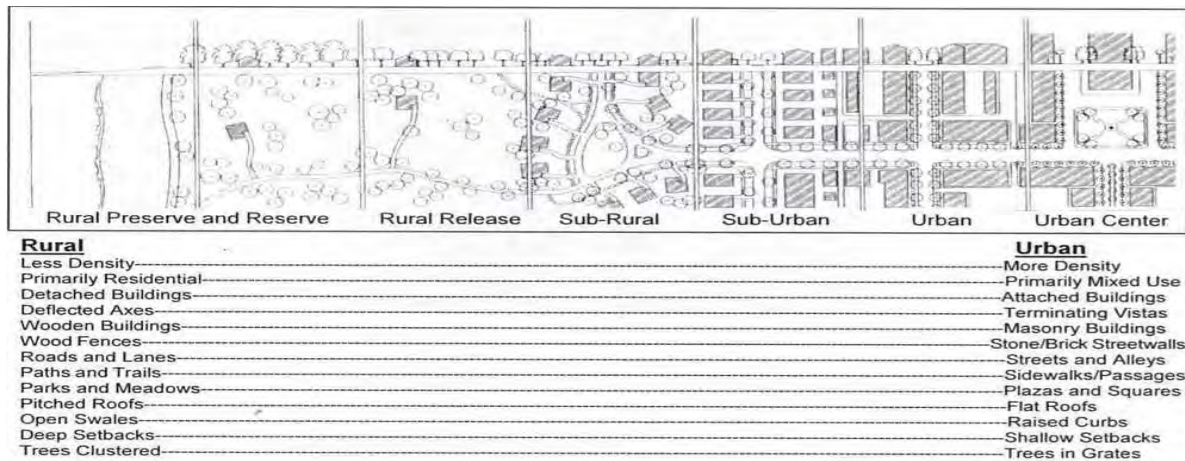 Rural Preserve and Reserve Rural Release Sub-Rural Sub-Urban Urban Urban Center
Rural Urban
Less Density More Density
Primarily Residential Primarily Mixed Use
Detached Buildings Attached Buildings
Deflected Axes Terminating Vistas
Wooden Buildings Masonry Buildings
Wood Fences Stone/Brick Streetwalls
Roads and Lanes Streets and Alleys
Paths and Trails Sidewalks/Passages
Parks and Meadows Plazas and Squares
Pitched Roofs Flat Roofs
Open Swales Raised Curbs
Deep Setbacks Shallow Setbacks
Trees Clustered Trees in Grates